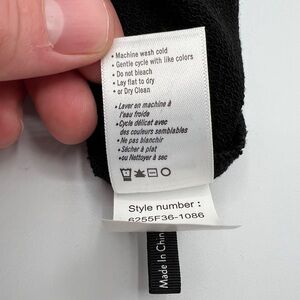 • Machine wash cold
• Gentle cycle with like colors
• Do not bleach
• Lay flat to dry
• or Dry Clean
• Laver en machine à
l'eau froide
• Cycle délicat avec
des couleurs semblables
• Ne pas blanchir
• Sécher à plat
• ou Nettoyer à sec
Style number :
6255F36-1086
Made In Chin